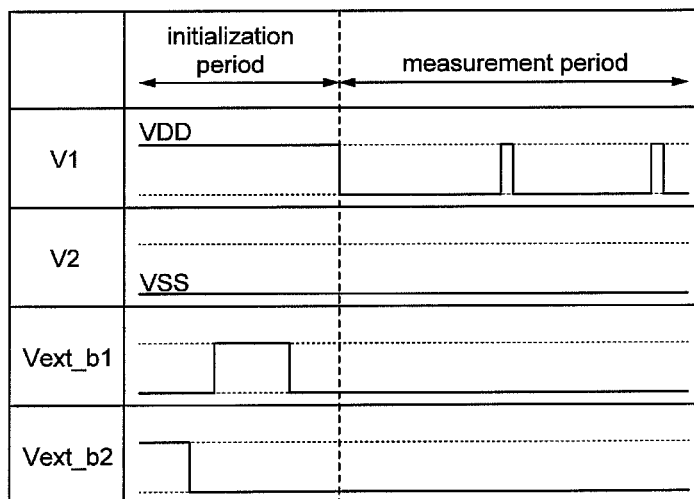 initialization
period
measurement period
V1
VDD
V2
VSS
Vext_b1
Vext_b2